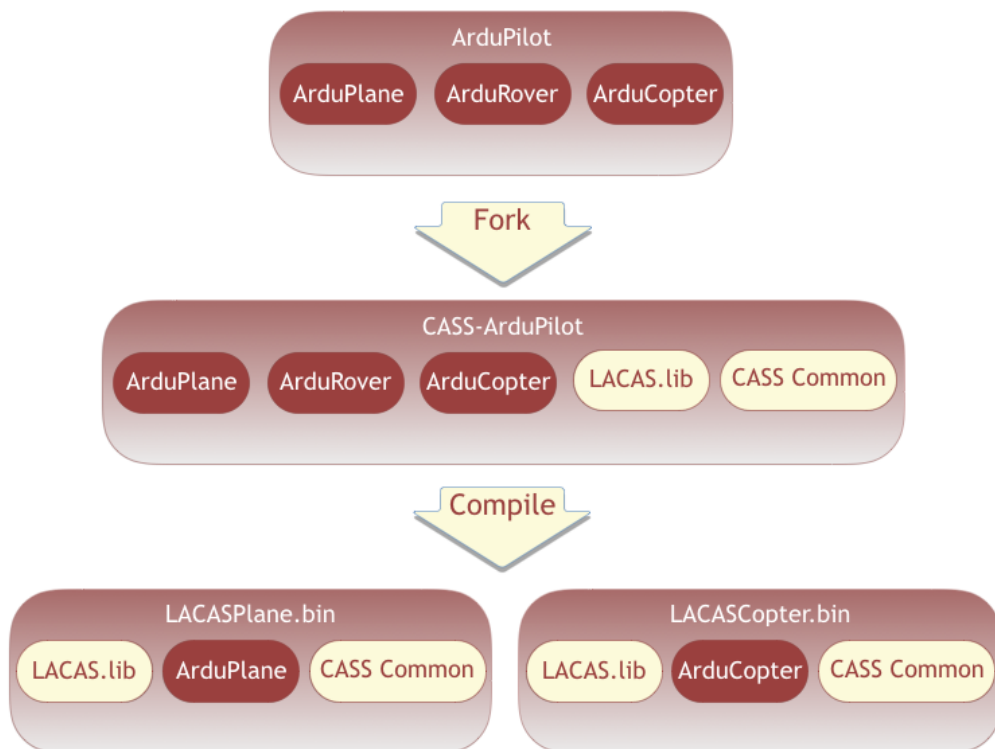 ArduPilot
ArduPlane ArduRover ArduCopter
Fork
CASS-ArduPilot
ArduPlane ArduRover ArduCopter LACAS.lib CASS Common
Compile
LACASPlane.bin
LACAS.lib ArduPlane CASS Common
LACASCopter.bin
LACAS.lib ArduCopter CASS Common